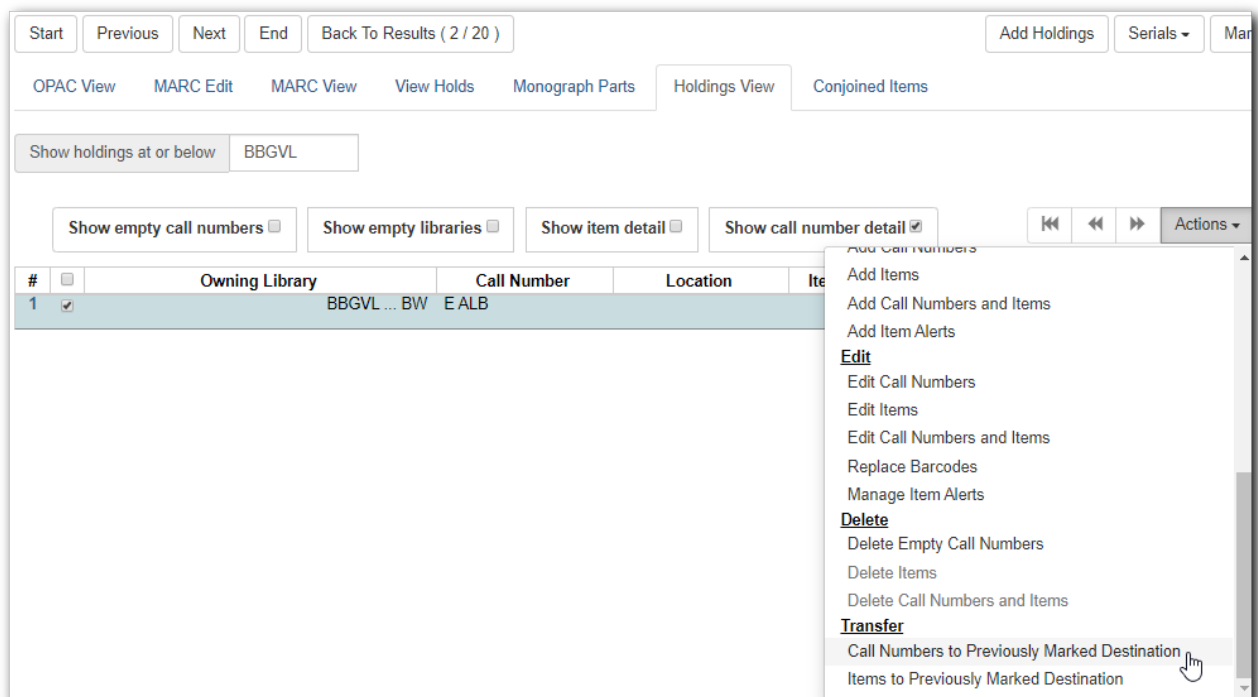 Start Previous Next End Back To Results ( 2 / 20 ) Add Holdings Serials Mar
OPAC View MARC Edit MARC View View Holds Monograph Parts Holdings View Conjoined Items
Show holdings at or below BBGVL
Show empty call numbers Show empty libraries Show item detail Show call number detail Actions
Add Call Numbers
# Owning Library Call Number Location Ite
1 BBGVL ... BW E ALB
Add Items
Add Call Numbers and Items
Add Item Alerts
Edit
Edit Call Numbers
Edit Items
Edit Call Numbers and Items
Replace Barcodes
Manage Item Alerts
Delete
Delete Empty Call Numbers
Delete Items
Delete Call Numbers and Items
Transfer
Call Numbers to Previously Marked Destination
Items to Previously Marked Destination